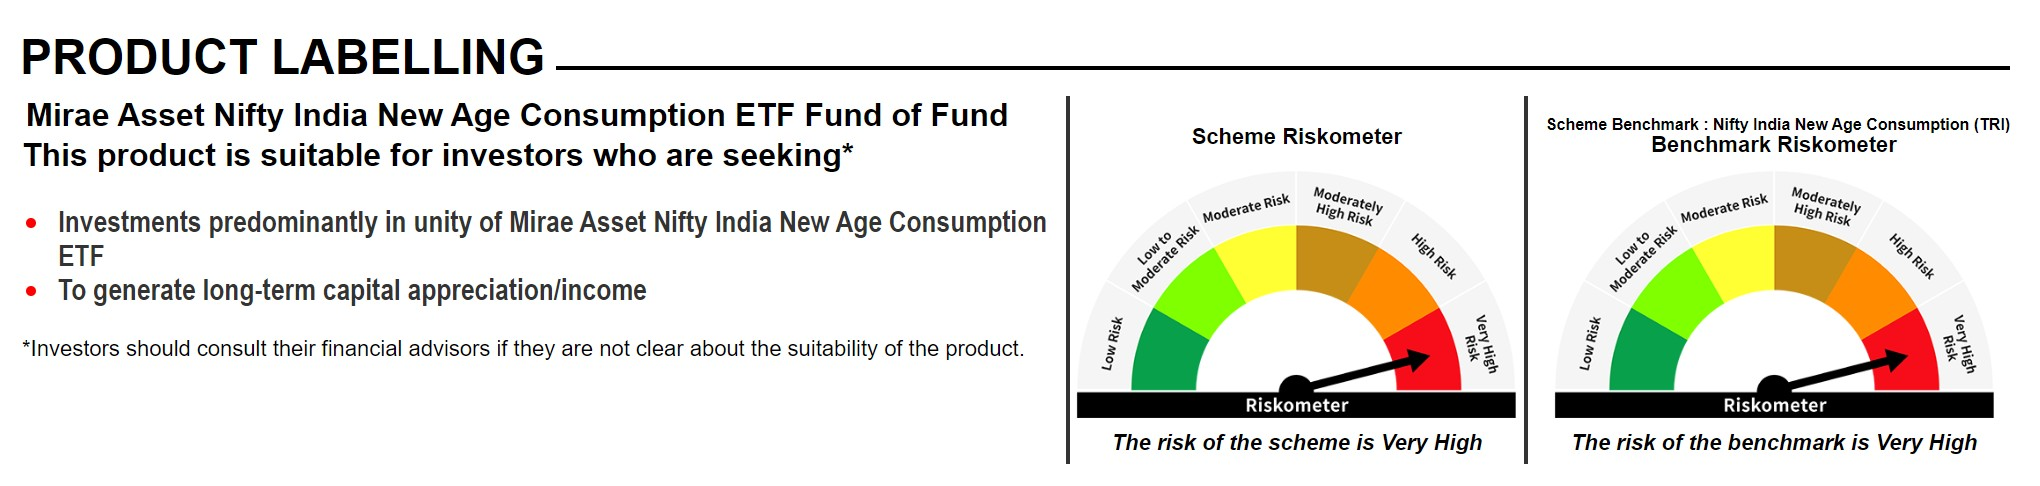 PRODUCT LABELLING
Mirae Asset Nifty India New Age Consumption ETF Fund of Fund
This product is suitable for investors who are seeking*
Investments predominantly in unity of Mirae Asset Nifty India New Age Consumption
ETF
To generate long-term capital appreciation/income
*Investors should consult their financial advisors if they are not clear about the suitability of the product.
Scheme Riskometer
Low Risk
Low to
Moderate Risk
Moderate Risk
Moderately
High Risk
High Risk
Very High
Risk
Riskometer
The risk of the scheme is Very High
Scheme Benchmark : Nifty India New Age Consumption (TRI)
Benchmark Riskometer
Low Risk
Low to
Moderate Risk
Moderate Risk
Moderately
High Risk
High Risk
Very High
Risk
Riskometer
The risk of the benchmark is Very High